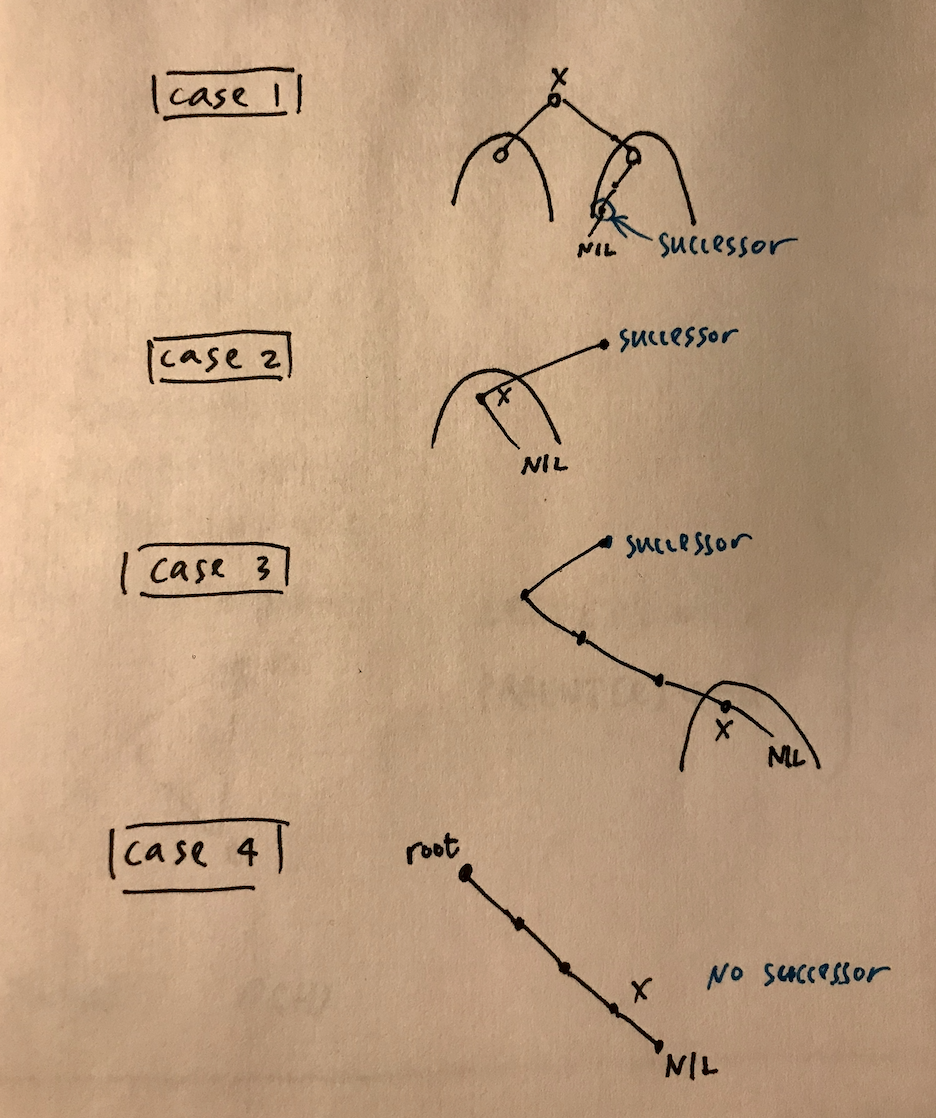 case 1
X
NIL
successor
case 2
successor
X
NIL
case 3
successor
X
NIL
case 4
root
X
No successor
NIL